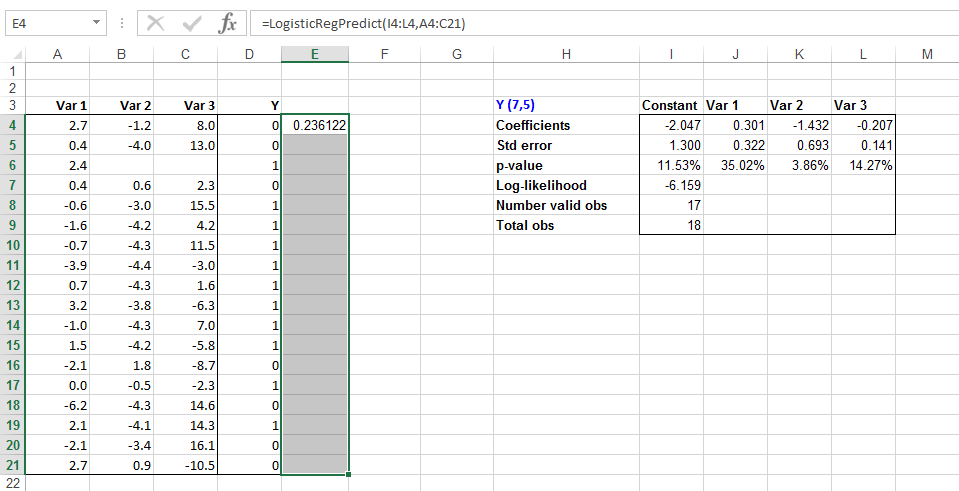 E4 fx =LogisticRegPredict(I4:L4,A4:C21)
A B C D E F G H I J K L M
1
2
3 Var 1 Var 2 Var 3 Y Y (7,5) Constant Var 1 Var 2 Var 3
4 2.7 -1.2 8.0 0 0.236122 Coefficients -2.047 0.301 -1.432 -0.207
5 0.4 -4.0 13.0 0 Std error 1.300 0.322 0.693 0.141
6 2.4 1 p-value 11.53% 35.02% 3.86% 14.27%
7 0.4 0.6 2.3 0 Log-likelihood -6.159
8 -0.6 -3.0 15.5 1 Number valid obs 17
9 -1.6 -4.2 4.2 1 Total obs 18
10 -0.7 -4.3 11.5 1
11 -3.9 -4.4 -3.0 1
12 0.7 -4.3 1.6 1
13 3.2 -3.8 -6.3 1
14 -1.0 -4.3 7.0 1
15 1.5 -4.2 -5.8 1
16 -2.1 1.8 -8.7 0
17 0.0 -0.5 -2.3 1
18 -6.2 -4.3 14.6 0
19 2.1 -4.1 14.3 1
20 -2.1 -3.4 16.1 0
21 2.7 0.9 -10.5 0
22